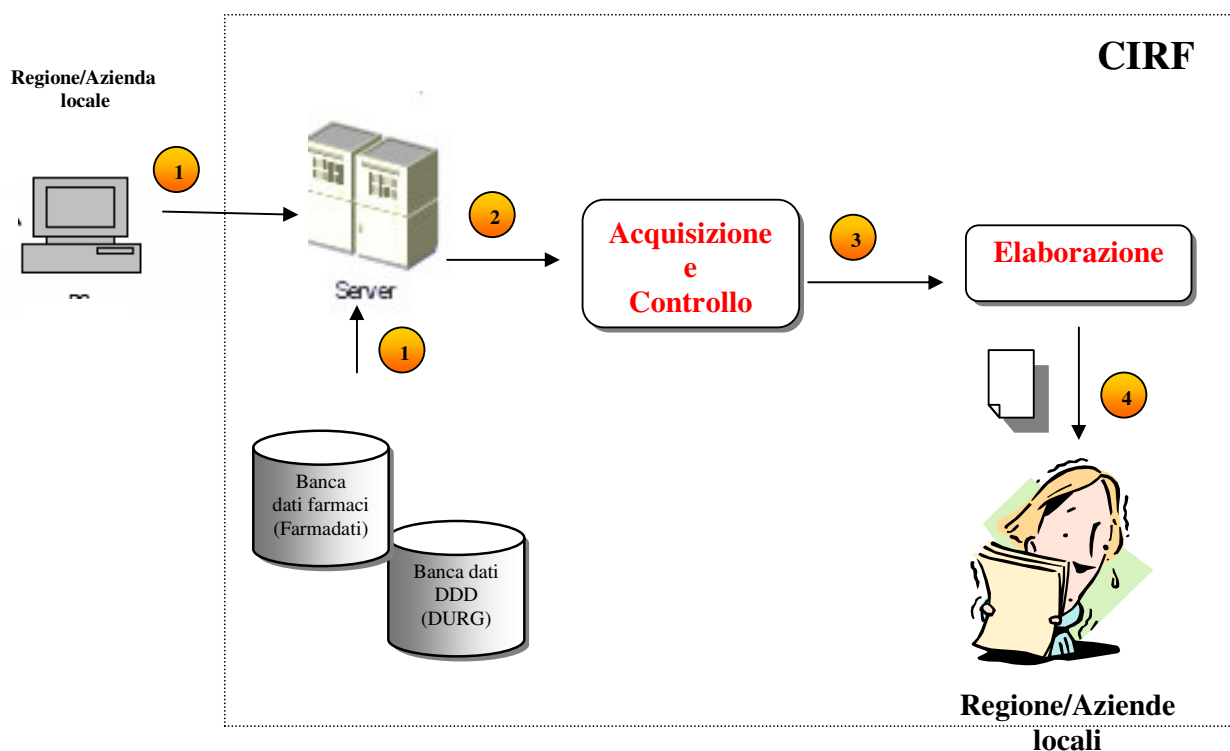 CIRF
Regione/Azienda
locale
1
2
3
Server
1
Acquisizione
e
Controllo
Elaborazione
4
Banca
dati farmaci
(Farmadati)
Banca dati
DDD
(DURG)
Regione/Aziende
locali